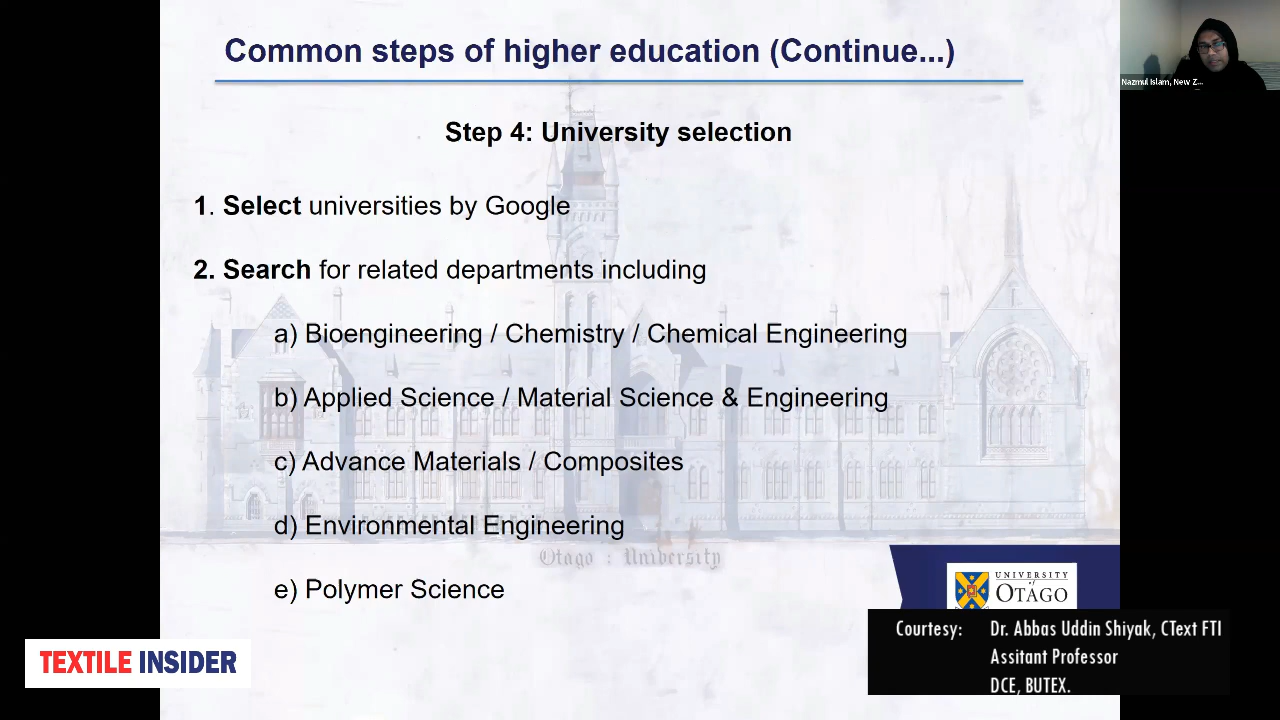 Common steps of higher education (Continue...)
Nazmul Islam, New Z...
Step 4: University selection
1. Select universities by Google
2. Search for related departments including
a) Bioengineering / Chemistry / Chemical Engineering
b) Applied Science / Material Science & Engineering
c) Advance Materials / Composites
d) Environmental Engineering
Otago : University
e) Polymer Science
UNIVERSITY
of
OTAGO
Courtesy: Dr. Abbas Uddin Shiyak, CText FTI
Assitant Professor
DCE, BUTEX.
TEXTILE INSIDER